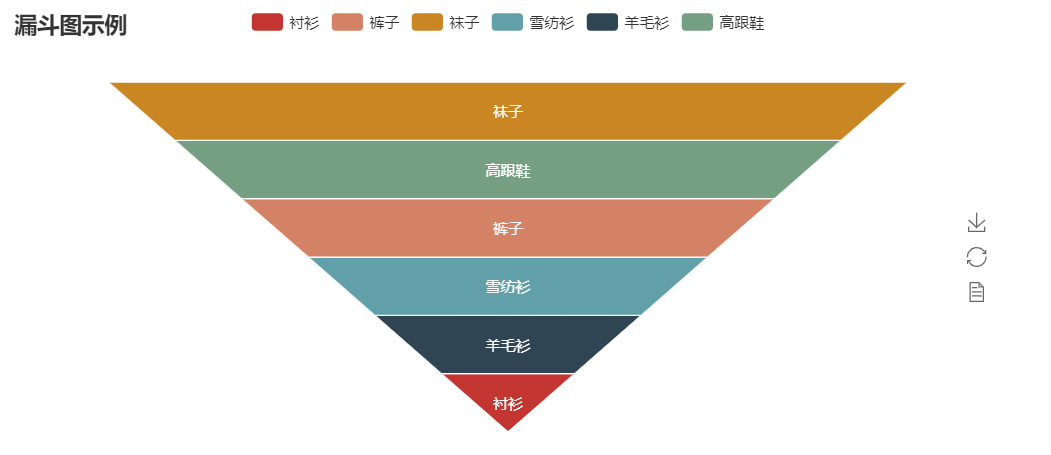 漏斗图示例
衬衫 裤子 袜子 雪纺衫 羊毛衫 高跟鞋
袜子
高跟鞋
裤子
雪纺衫
羊毛衫
衬衫